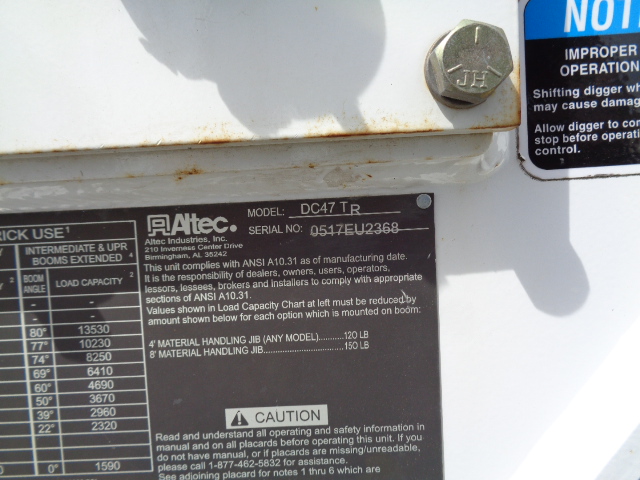 NOTI
IMPROPER
OPERATION
Shifting digger wh
may cause damag
Allow digger to co
stop before operati
control.
JH
Altec.
MODEL: DC47 TR
SERIAL NO: 0517EU2368
Altec Industries, Inc.
210 Inverness Center Drive
Birmingham, AL 35242
This unit complies with ANSI A10.31 as of manufacturing date.
It is the responsibility of dealers, owners, users, operators,
lessors, lessees, brokers and installers to comply with appropriate
sections of ANSI A10.31.
Values shown in Load Capacity Chart at left must be reduced by
amount shown below for each option which is mounted on boom:
4' MATERIAL HANDLING JIB (ANY MODEL)..........120 LB
8' MATERIAL HANDLING JIB..............................150 LB
CAUTION
Read and understand all operating and safety information in
manual and on all placards before operating this unit.
If manual or placards are missing/unreadable,
please call 1-877-462-5832 for assistance.
See adjoining placard for notes 1 thru 6 which are
RICK USE1
INTERMEDIATE & UPR
BOOMS EXTENDED 4
BOOM ANGLE LOAD CAPACITY 2
- -
- -
80° 13530
77° 10230
74° 8250
69° 6410
60° 4690
50° 3670
39° 2960
22° 2320
0° 1590